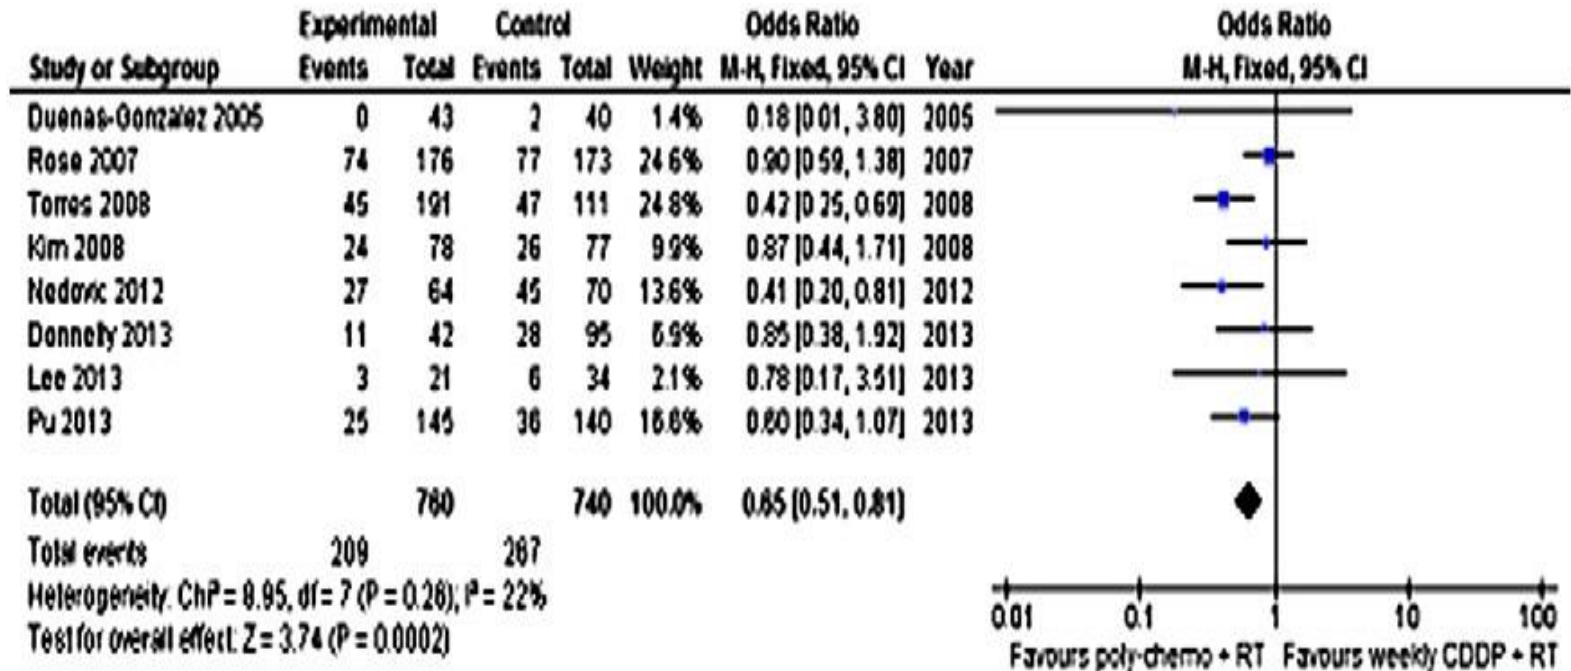 Experimental Control Odds Ratio Odds Ratio
Study or Subgroup Events Total Events Total Weight M-H, Fixed, 95% CI Year M-H, Fixed, 95% CI
Duenas-Gonzalez 2005 0 43 2 40 1.4% 0.18 [0.01, 3.80] 2005
Rose 2007 74 176 77 173 24.6% 0.90 [0.59, 1.38] 2007
Torres 2008 45 191 47 111 24.8% 0.42 [0.25, 0.69] 2008
Kim 2008 24 78 26 77 9.9% 0.87 [0.44, 1.71] 2008
Nedovic 2012 27 64 45 70 13.6% 0.41 [0.20, 0.81] 2012
Donnelly 2013 11 42 28 95 6.9% 0.85 [0.38, 1.92] 2013
Lee 2013 3 21 6 34 2.1% 0.78 [0.17, 3.51] 2013
Pu 2013 25 145 36 140 16.6% 0.60 [0.34, 1.07] 2013
Total (95% CI) 760 740 100.0% 0.65 [0.51, 0.81]
Total events 209 267
Heterogeneity: Chi² = 8.95, df = 7 (P = 0.26); I² = 22%
Test for overall effect: Z = 3.74 (P = 0.0002)
0.01 0.1 1 10 100
Favours poly-chemo + RT Favours weekly CDDP + RT